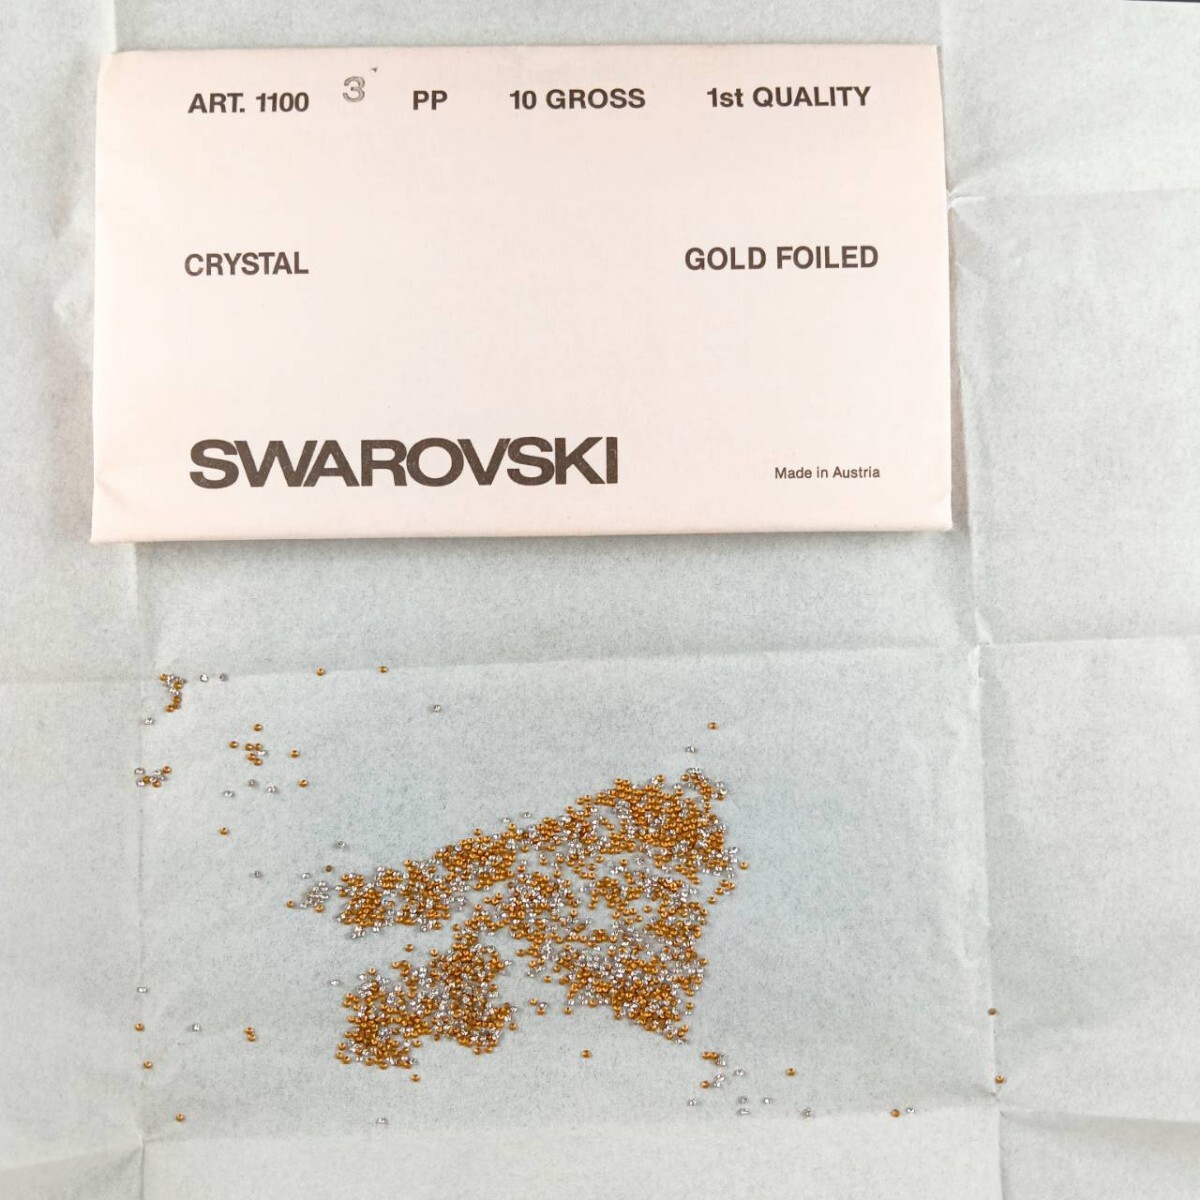 ART. 1100 3 PP 10 GROSS 1st QUALITY
CRYSTAL GOLD FOILED
SWAROVSKI Made in Austria